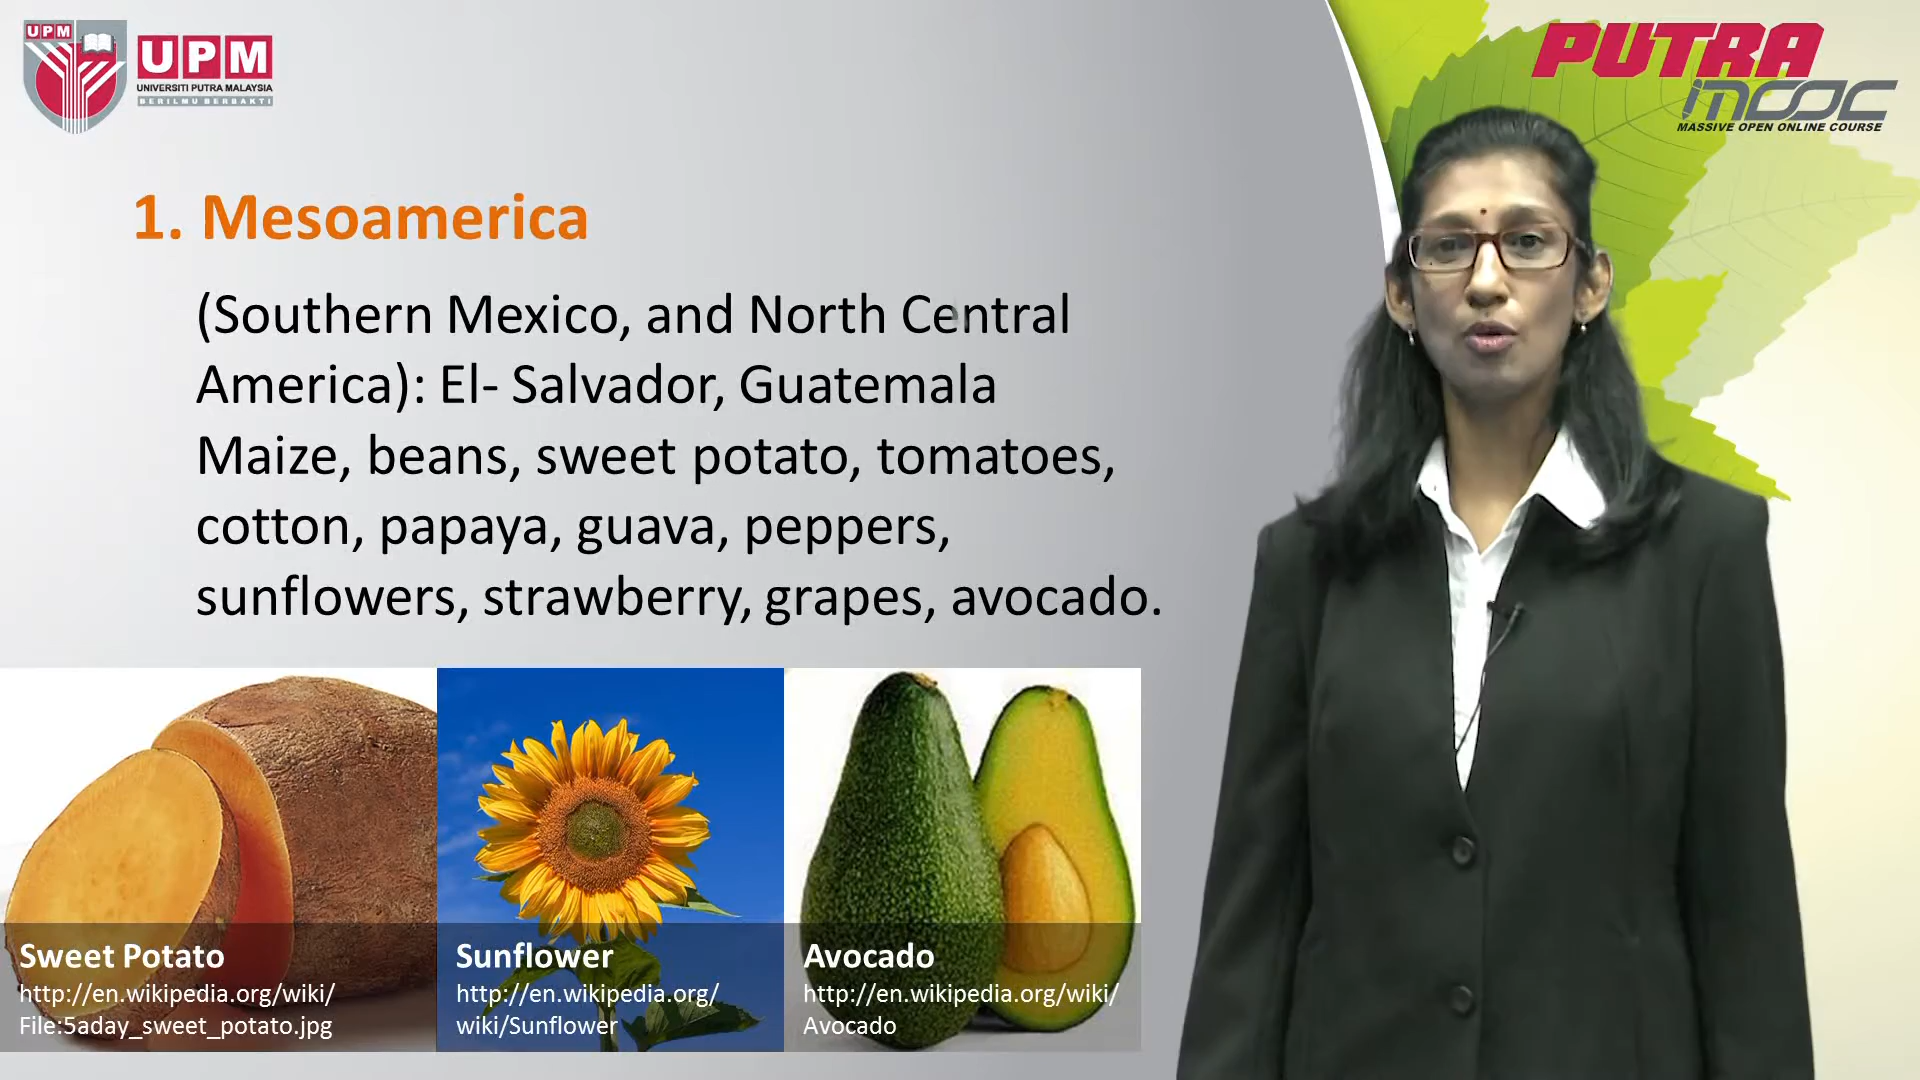 UPM
UPM
UNIVERSITI PUTRA MALAYSIA
BERILMU BERBAKTI
PUTRA
mooc
MASSIVE OPEN ONLINE COURSE
1. Mesoamerica
(Southern Mexico, and North Central
America): El- Salvador, Guatemala
Maize, beans, sweet potato, tomatoes,
cotton, papaya, guava, peppers,
sunflowers, strawberry, grapes, avocado.
Sweet Potato
http://en.wikipedia.org/wiki/
File:5aday_sweet_potato.jpg
Sunflower
http://en.wikipedia.org/
wiki/Sunflower
Avocado
http://en.wikipedia.org/wiki/
Avocado